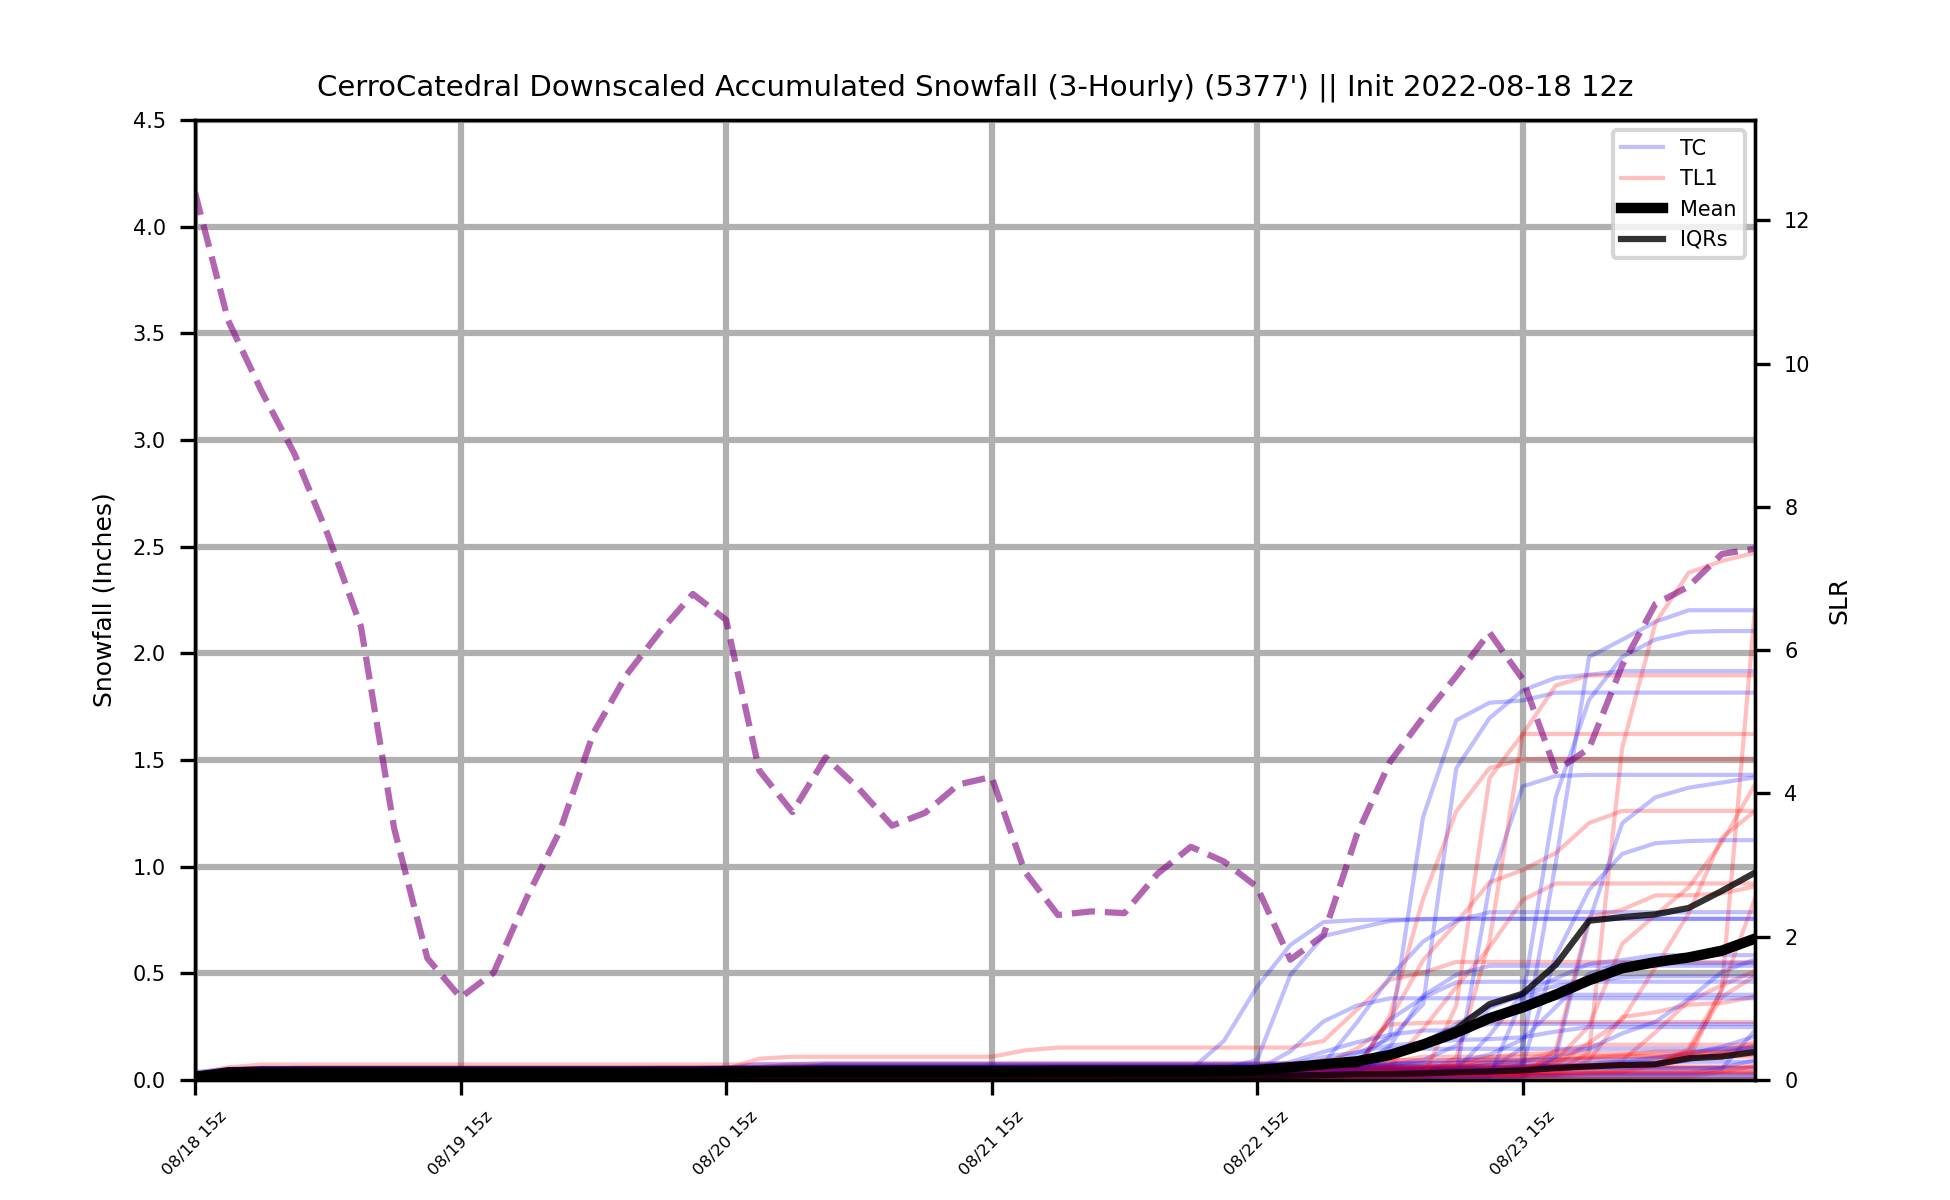 CerroCatedral Downscaled Accumulated Snowfall (3-Hourly) (5377') || Init 2022-08-18 12z
4.5
4.0
3.5
3.0
2.5
2.0
1.5
1.0
0.5
0.0
Snowfall (Inches)
TC
TL1
Mean
IQRs
12
10
8
6
4
2
0
SLR
08/18 15z
08/19 15z
08/20 15z
08/21 15z
08/22 15z
08/23 15z